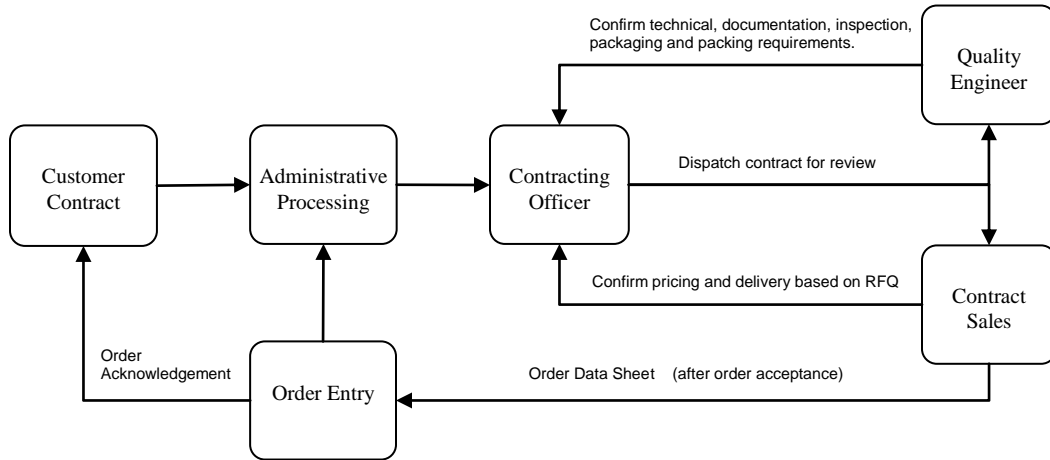 Confirm technical, documentation, inspection,
packaging and packing requirements.
Quality
Engineer
Customer
Contract
Administrative
Processing
Contracting
Officer
Dispatch contract for review
Confirm pricing and delivery based on RFQ
Contract
Sales
Order
Acknowledgement
Order Entry
Order Data Sheet (after order acceptance)